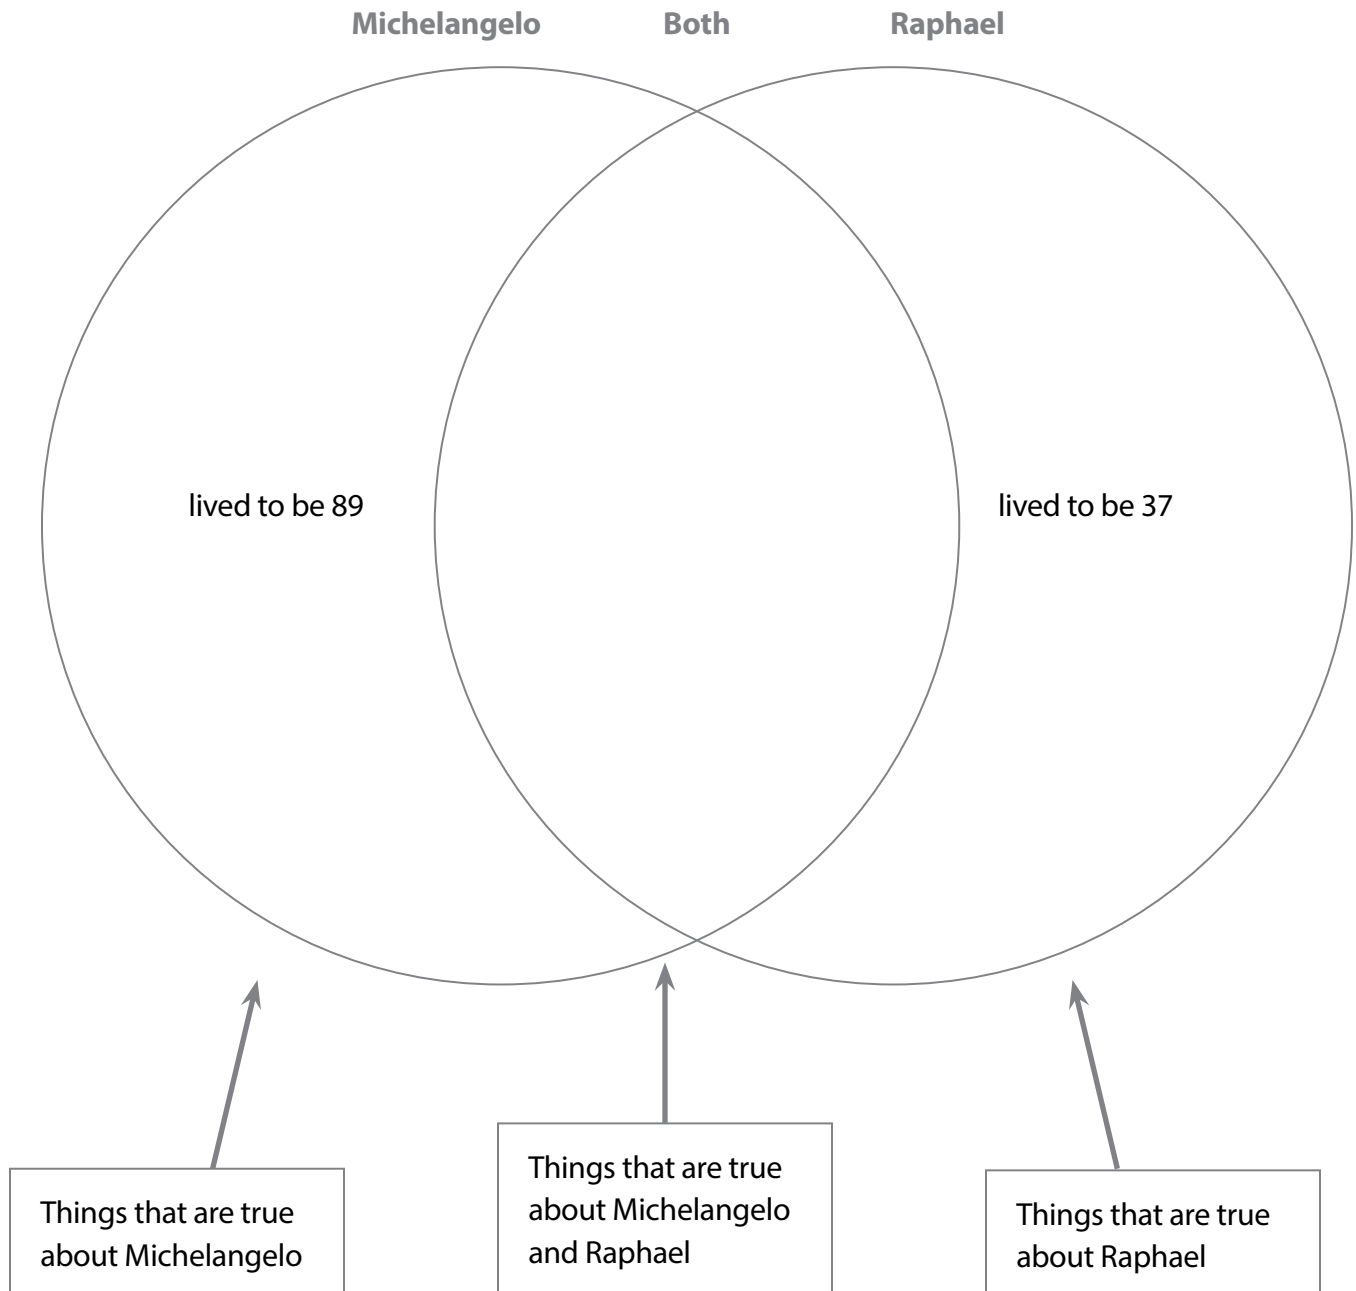 Michelangelo Both Raphael
lived to be 89 lived to be 37
Things that are true
about Michelangelo
Things that are true
about Michelangelo
and Raphael
Things that are true
about Raphael